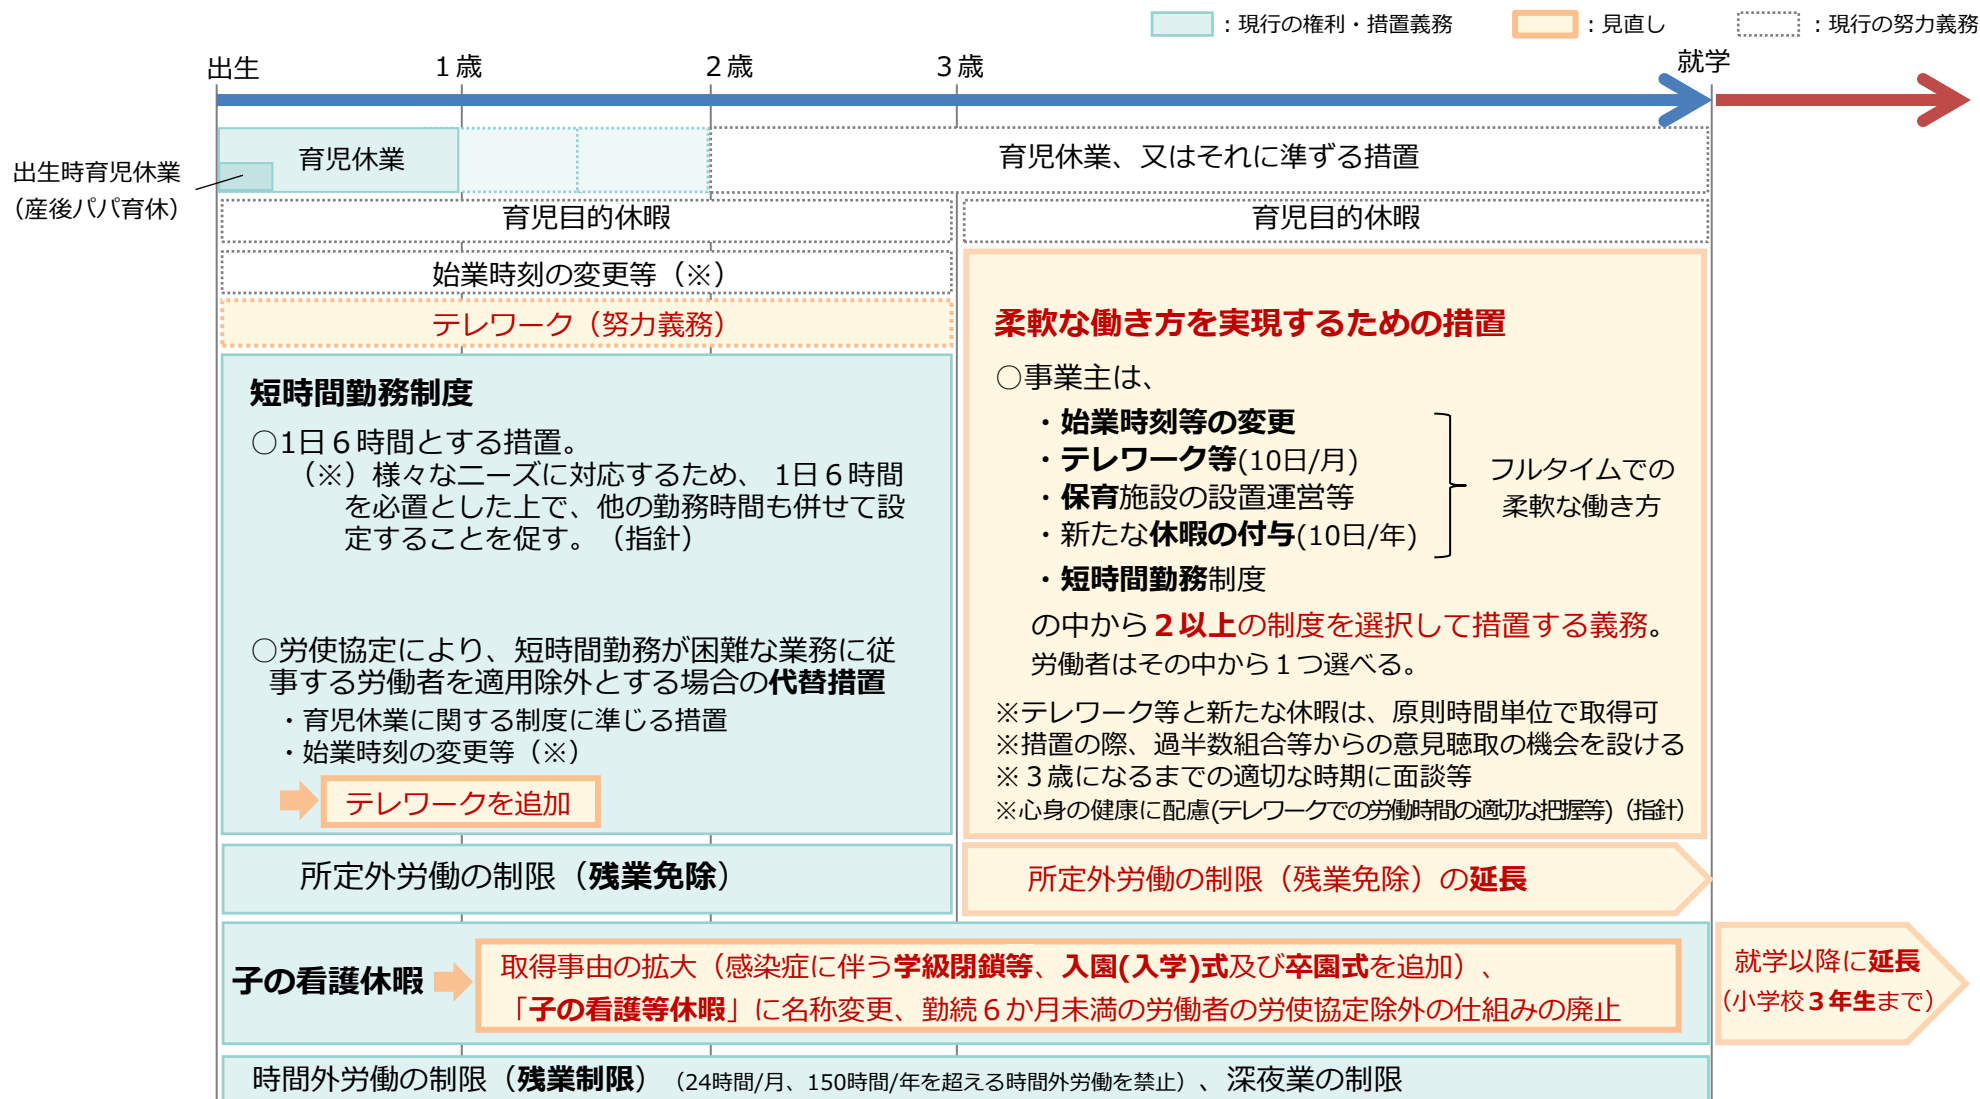 ：現行の権利・措置義務
：見直し
：現行の努力義務
出生
１歳
２歳
３歳
就学
出生時育児休業
（産後パパ育休）
育児休業
育児休業、又はそれに準ずる措置
育児目的休暇
育児目的休暇
始業時刻の変更等（※）
テレワーク（努力義務）
短時間勤務制度
○1日６時間とする措置。
（※）様々なニーズに対応するため、 1日６時間
を必置とした上で、他の勤務時間も併せて設
定することを促す。（指針）
○労使協定により、短時間勤務が困難な業務に従
事する労働者を適用除外とする場合の代替措置
・育児休業に関する制度に準じる措置
・始業時刻の変更等（※）
テレワークを追加
柔軟な働き方を実現するための措置
○事業主は、
・始業時刻等の変更
・テレワーク等(10日/月)
・保育施設の設置運営等
・新たな休暇の付与(10日/年)
・短時間勤務制度
フルタイムでの
柔軟な働き方
の中から２以上の制度を選択して措置する義務。
労働者はその中から１つ選べる。
※テレワーク等と新たな休暇は、原則時間単位で取得可
※措置の際、過半数組合等からの意見聴取の機会を設ける
※３歳になるまでの適切な時期に面談等
※心身の健康に配慮(テレワークでの労働時間の適切な把握等)（指針）
所定外労働の制限（残業免除）
所定外労働の制限（残業免除）の延長
子の看護休暇
取得事由の拡大（感染症に伴う学級閉鎖等、入園(入学)式及び卒園式を追加）、
「子の看護等休暇」に名称変更、勤続６か月未満の労働者の労使協定除外の仕組みの廃止
就学以降に延長
（小学校３年生まで）
時間外労働の制限（残業制限）（24時間/月、150時間/年を超える時間外労働を禁止）、深夜業の制限